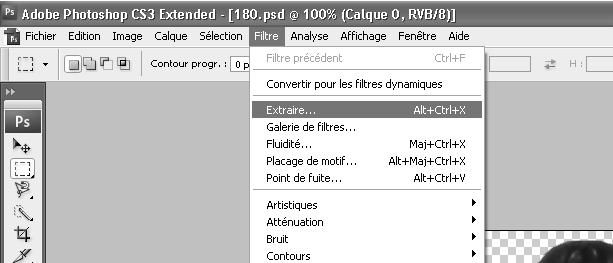 Adobe Photoshop CS3 Extended - [180.psd @ 100% (Calque 0, RVB/8)]
Fichier Edition Image Calque Sélection Filtre Analyse Affichage Fenêtre Aide
Contour progr. : 0 p
H :
Filtre précédent Ctrl+F
Convertir pour les filtres dynamiques
Extraire... Alt+Ctrl+X
Galerie de filtres...
Fluidité... Maj+Ctrl+X
Placage de motif... Alt+Maj+Ctrl+X
Point de fuite... Alt+Ctrl+V
Artistiques
Atténuation
Bruit
Contours
Ps